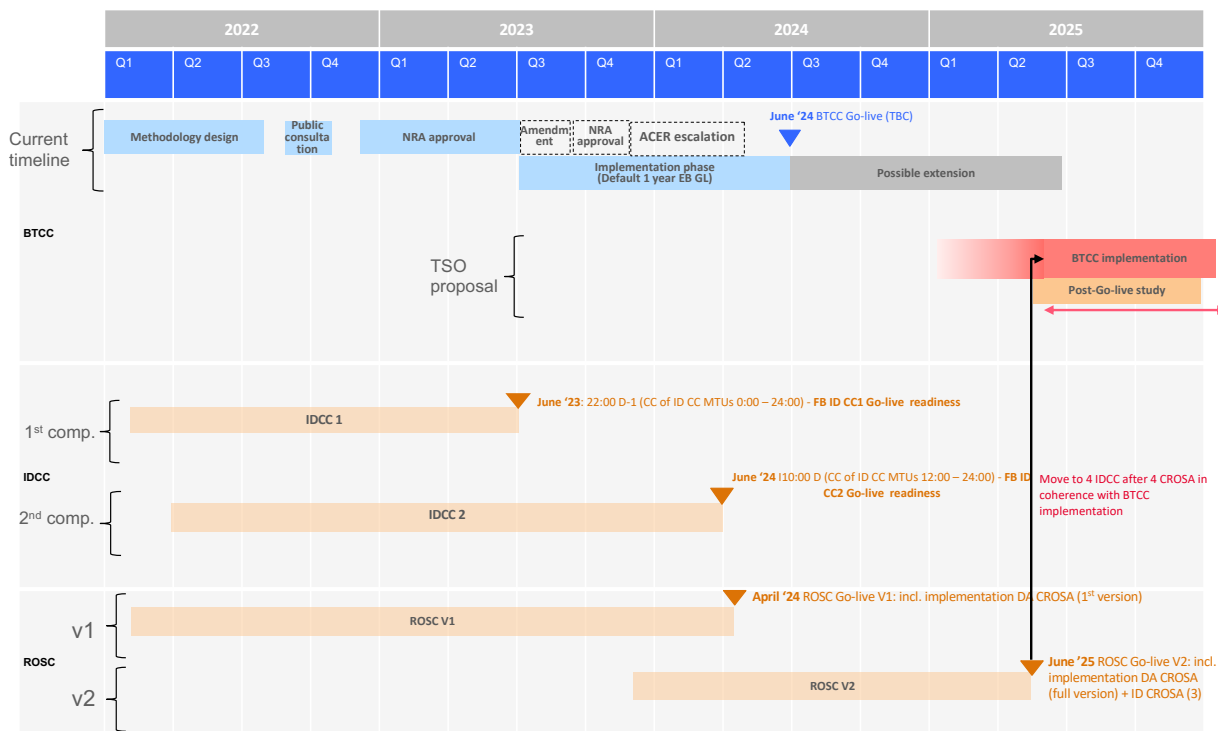 2022 2023 2024 2025
Q1 Q2 Q3 Q4 Q1 Q2 Q3 Q4 Q1 Q2 Q3 Q4 Q1 Q2 Q3 Q4
Current
timeline
Methodology design
Public
consulta
tion
NRA approval
Amendm
ent
NRA
approval
ACER escalation
June ‘24 BTCC Go-live (TBC)
Implementation phase
(Default 1 year EB GL)
Possible extension
BTCC
TSO
proposal
BTCC implementation
Post-Go-live study
1st comp.
IDCC 1
June ‘23: 22:00 D-1 (CC of ID CC MTUs 0:00 – 24:00) - FB ID CC1 Go-live readiness
IDCC
2nd comp.
IDCC 2
June ‘24 I10:00 D (CC of ID CC MTUs 12:00 – 24:00) - FB ID
CC2 Go-live readiness
Move to 4 IDCC after 4 CROSA in
coherence with BTCC
implementation
v1
ROSC V1
April ‘24 ROSC Go-live V1: incl. implementation DA CROSA (1st version)
ROSC
v2
ROSC V2
June ’25 ROSC Go-live V2: incl.
implementation DA CROSA
(full version) + ID CROSA (3)